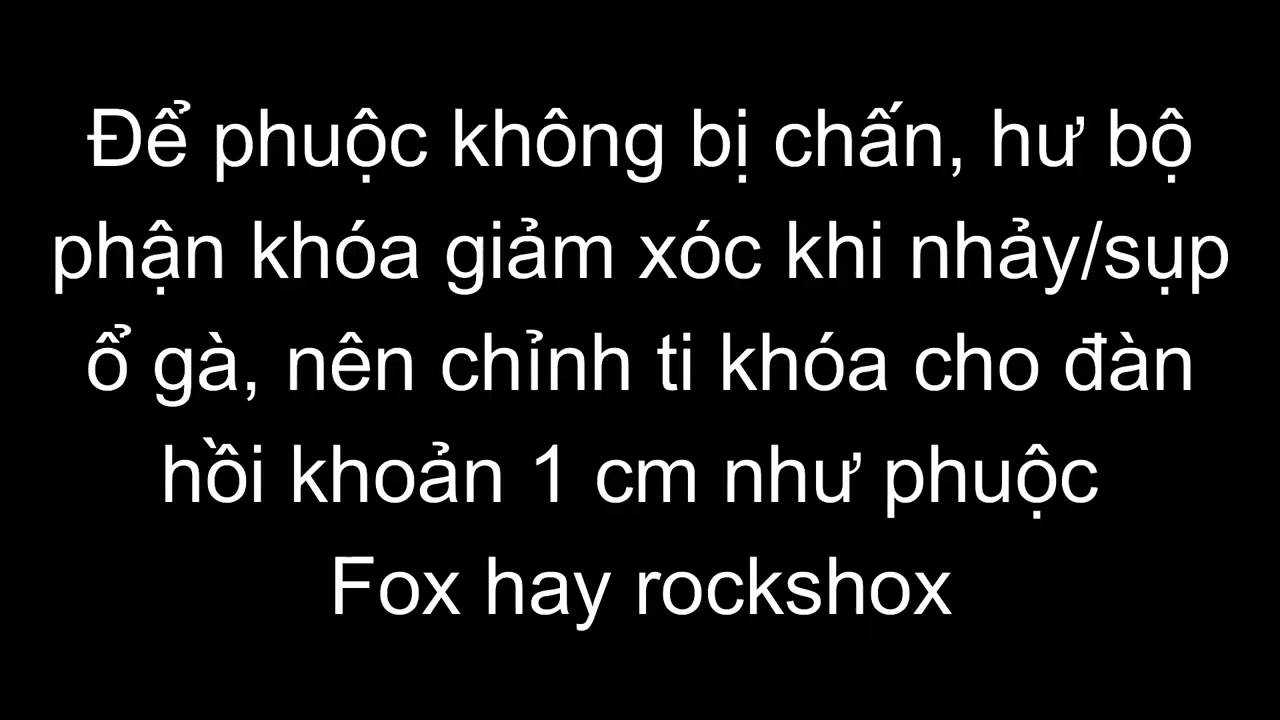 Để phuộc không bị chấn, hư bộ
phận khóa giảm xóc khi nhảy/sụp
ổ gà, nên chỉnh ti khóa cho đàn
hồi khoản 1 cm như phuộc
Fox hay rockshox